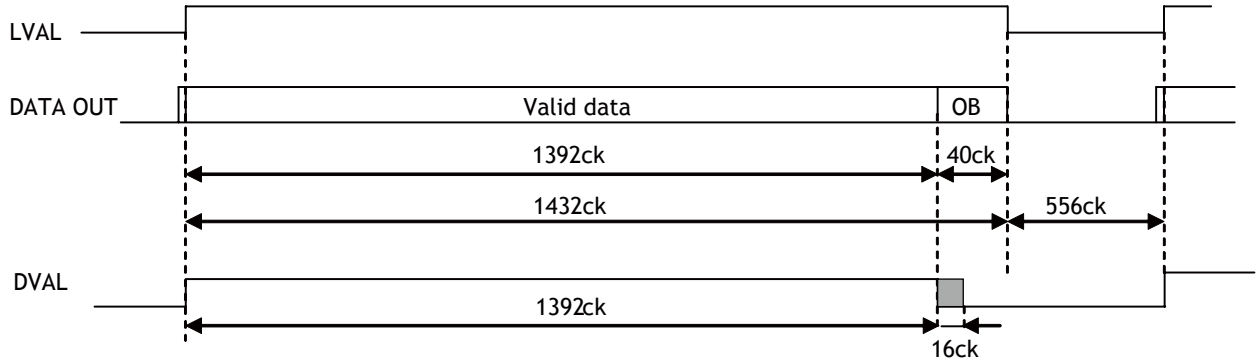 LVAL
DATA OUT
Valid data
OB
1392ck
40ck
1432ck
556ck
DVAL
1392ck
16ck